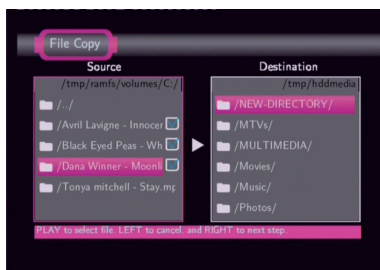 File Copy
Source
Destination
/tmp/ramfs/volumes/C:/
/tmp/hddmedia
/../
/Avril Lavigne - Innocer
/Black Eyed Peas - Wh
/Dana Winner - Moonli
/Tonya mitchell - Stay.mp
/NEW-DIRECTORY/
/MTVs/
/MULTIMEDIA/
/Movies/
/Music/
/Photos/
PLAY to select file. LEFT to cancel. and RIGHT to next step.